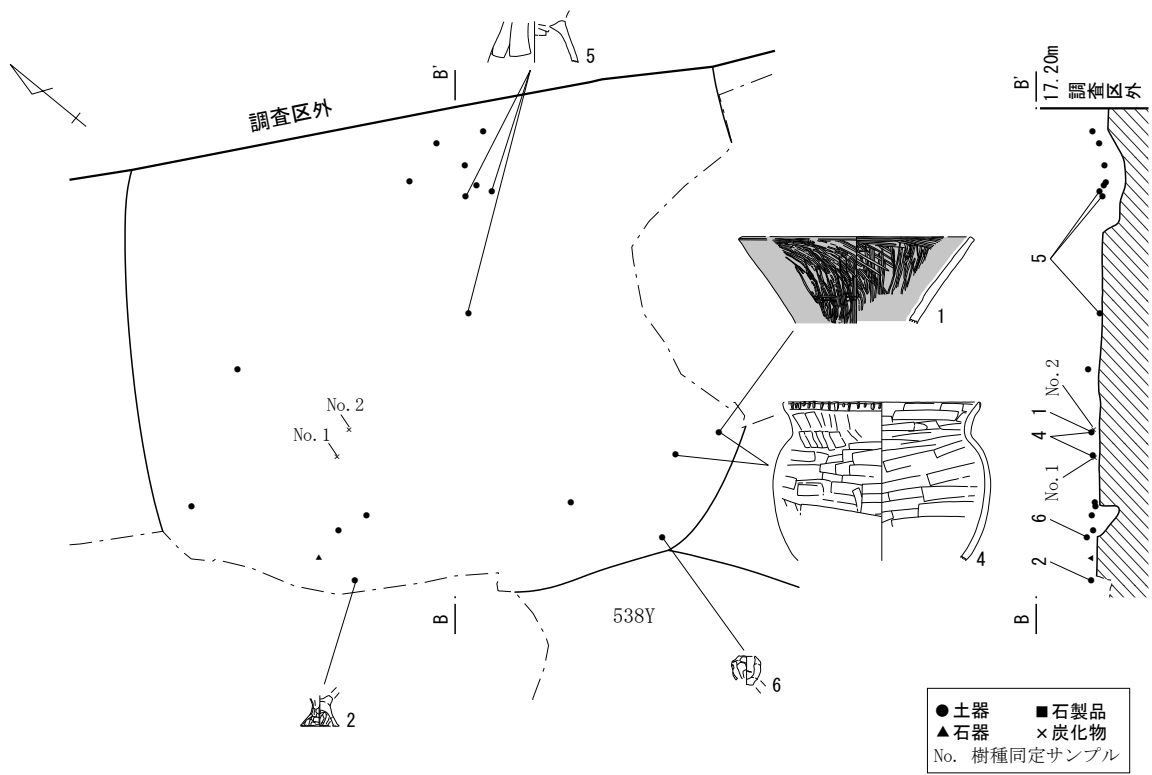 5
B'
調査区外
B'
17.20m
調査区外
1
5
No.2
No.1
No.2
1
4
No.1
6
2
4
B
538Y
B
6
2
●土器 ■石製品
▲石器 ×炭化物
No. 樹種同定サンプル